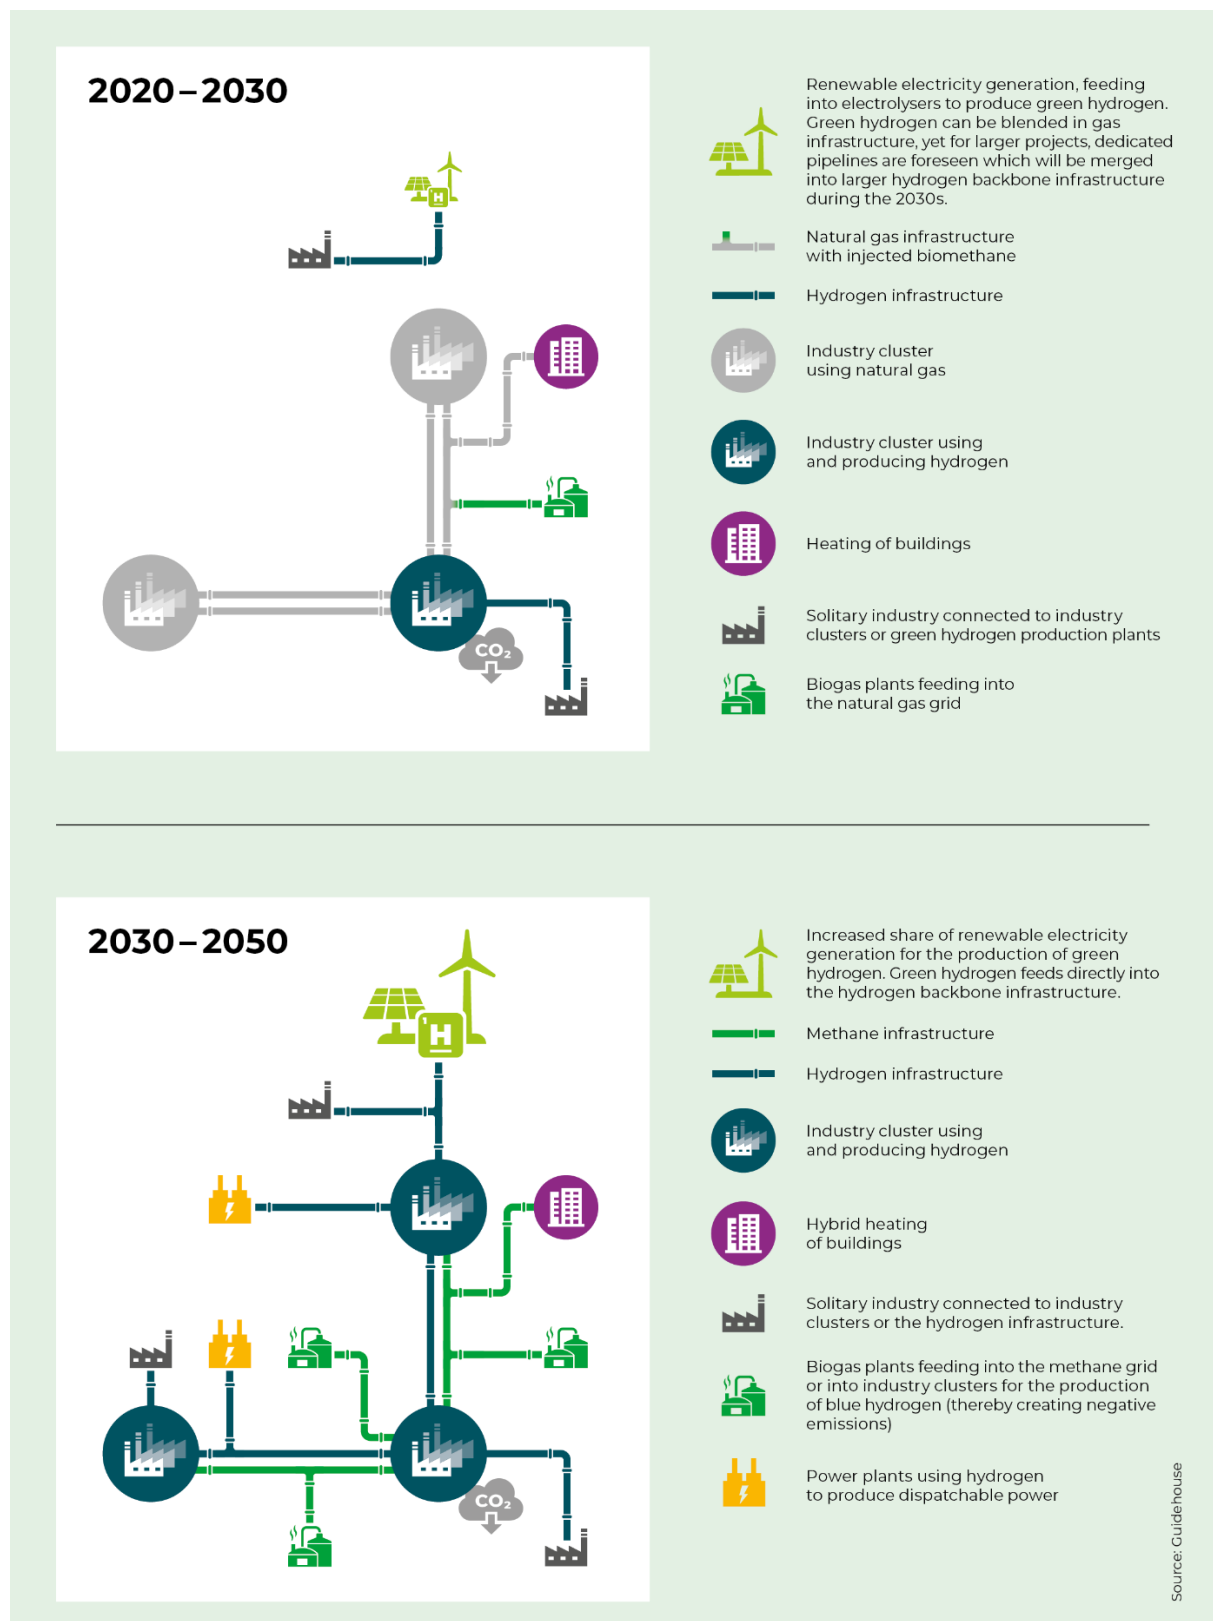 2020–2030
Renewable electricity generation, feeding
into electrolysers to produce green hydrogen.
Green hydrogen can be blended in gas
infrastructure, yet for larger projects, dedicated
pipelines are foreseen which will be merged
into larger hydrogen backbone infrastructure
during the 2030s.
H
Natural gas infrastructure
with injected biomethane
Hydrogen infrastructure
Industry cluster
using natural gas
Industry cluster using
and producing hydrogen
Heating of buildings
Solitary industry connected to industry
clusters or green hydrogen production plants
CO₂
Biogas plants feeding into
the natural gas grid
2030–2050
Increased share of renewable electricity
generation for the production of green
hydrogen. Green hydrogen feeds directly into
the hydrogen backbone infrastructure.
1
H
Methane infrastructure
Hydrogen infrastructure
Industry cluster using
and producing hydrogen
Hybrid heating
of buildings
Solitary industry connected to industry
clusters or the hydrogen infrastructure.
Biogas plants feeding into the methane grid
or into industry clusters for the production
of blue hydrogen (thereby creating negative
emissions)
Power plants using hydrogen
to produce dispatchable power
CO₂
Source: Guidehouse